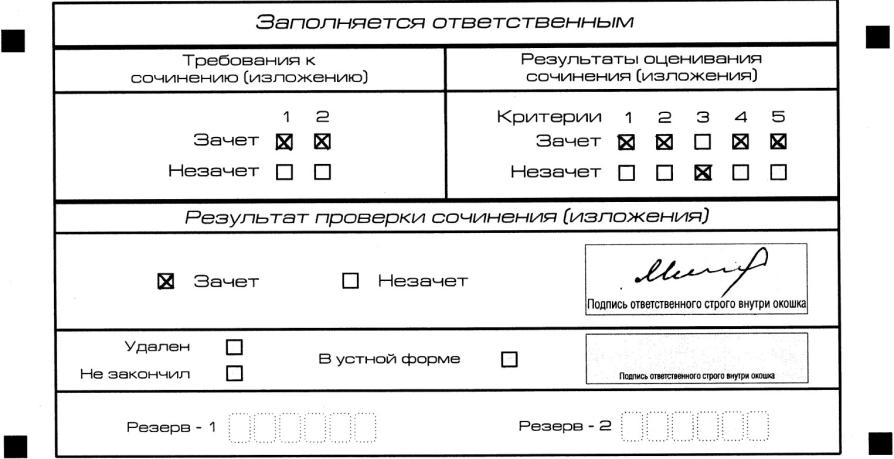 Заполняется ответственным
Требования к
сочинению (изложению)
Результаты оценивания
сочинения (изложения)
1 2
Зачет
Незачет
Критерии 1 2 3 4 5
Зачет
Незачет
Результат проверки сочинения (изложения)
Зачет Незачет
Подпись ответственного строго внутри окошка
Удален
Не закончил
В устной форме
Подпись ответственного строго внутри окошка
Резерв - 1
Резерв - 2